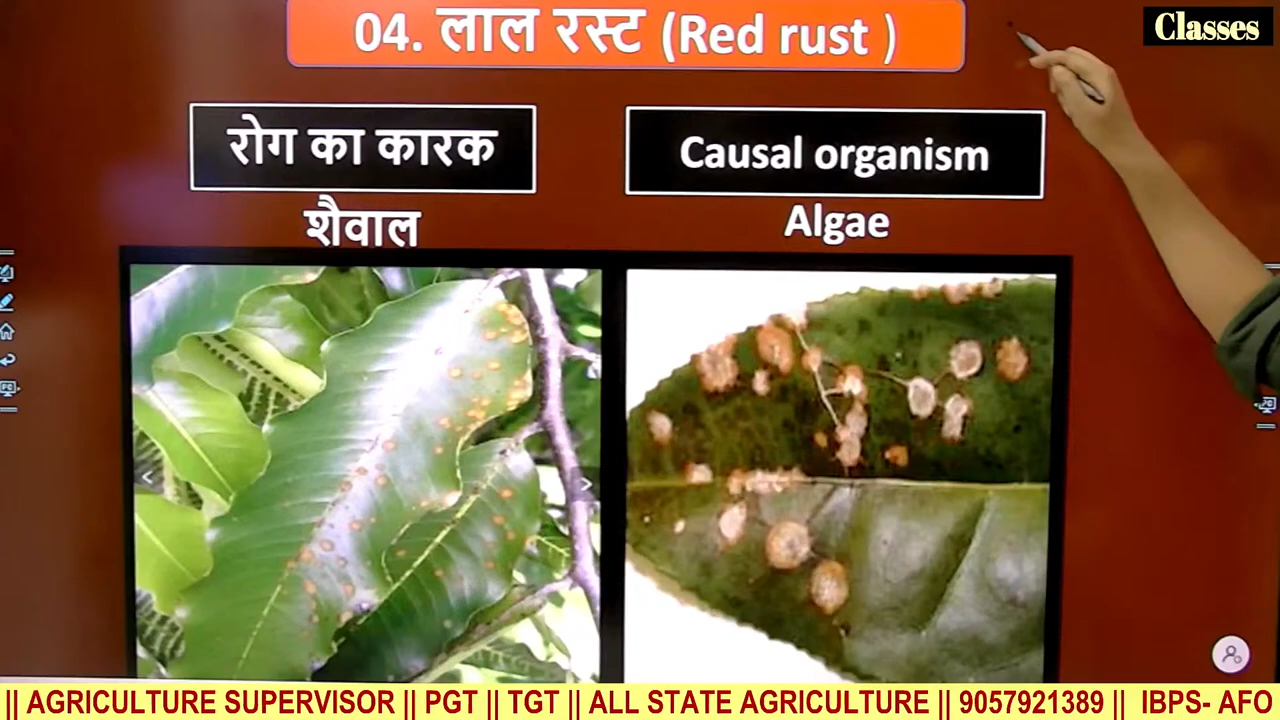 04. लाल रस्ट (Red rust )
Classes
रोग का कारक
Causal organism
शैवाल
Algae
|| AGRICULTURE SUPERVISOR || PGT || TGT || ALL STATE AGRICULTURE || 9057921389 || IBPS- AFO